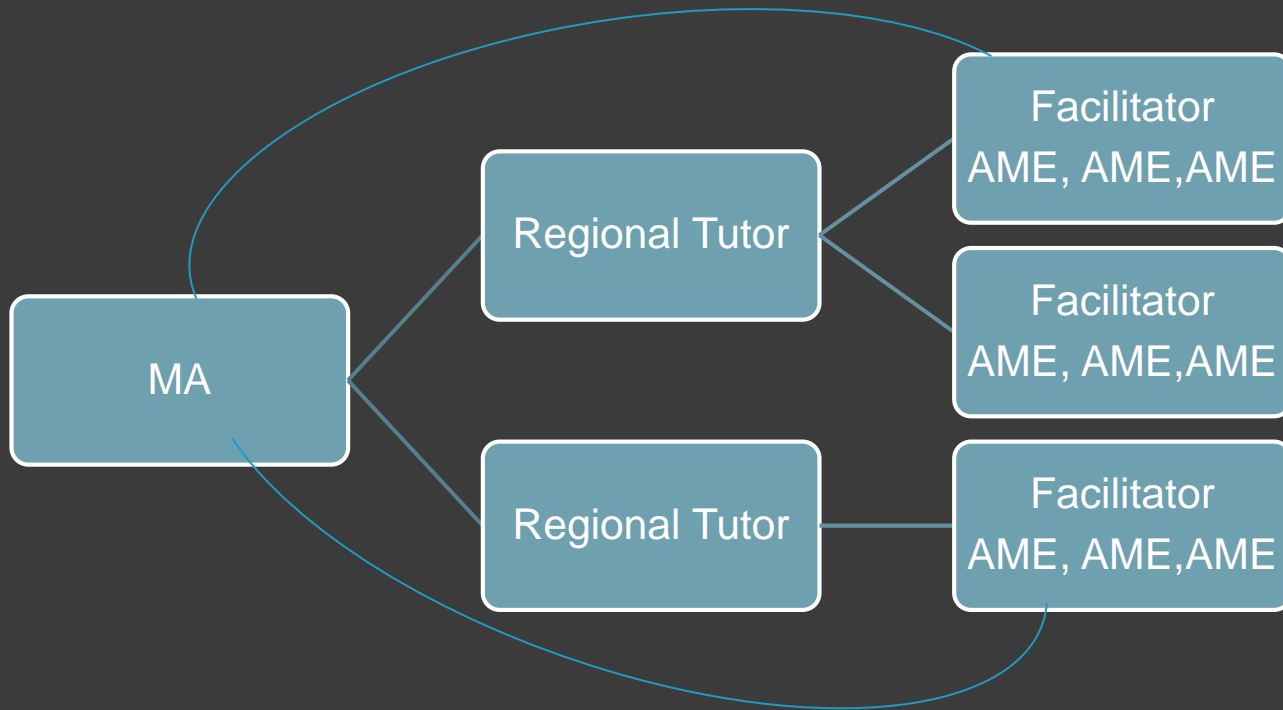 MA
Regional Tutor
Facilitator
AME, AME,AME
Facilitator
AME, AME,AME
Regional Tutor
Facilitator
AME, AME,AME